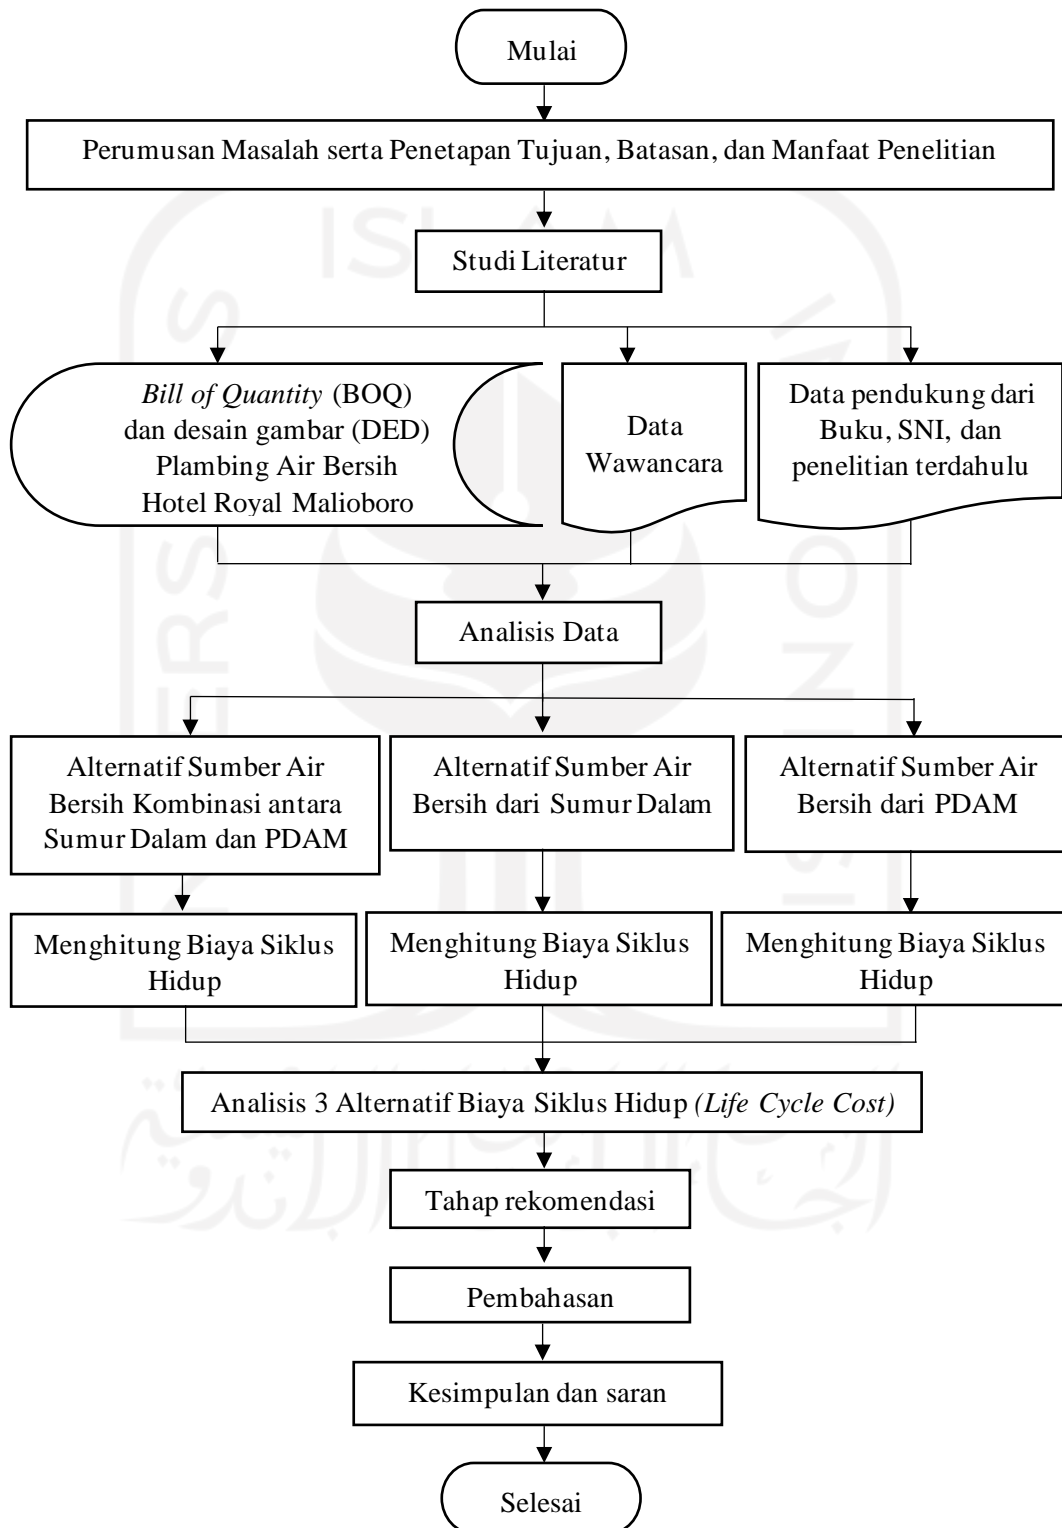 Mulai
Perumusan Masalah serta Penetapan Tujuan, Batasan, dan Manfaat Penelitian
Studi Literatur
Bill of Quantity (BOQ)
dan desain gambar (DED)
Plambing Air Bersih
Hotel Royal Malioboro
Data
Wawancara
Data pendukung dari
Buku, SNI, dan
penelitian terdahulu
Analisis Data
Alternatif Sumber Air
Bersih Kombinasi antara
Sumur Dalam dan PDAM
Alternatif Sumber Air
Bersih dari Sumur Dalam
Alternatif Sumber Air
Bersih dari PDAM
Menghitung Biaya Siklus
Hidup
Menghitung Biaya Siklus
Hidup
Menghitung Biaya Siklus
Hidup
Analisis 3 Alternatif Biaya Siklus Hidup (Life Cycle Cost)
Tahap rekomendasi
Pembahasan
Kesimpulan dan saran
Selesai